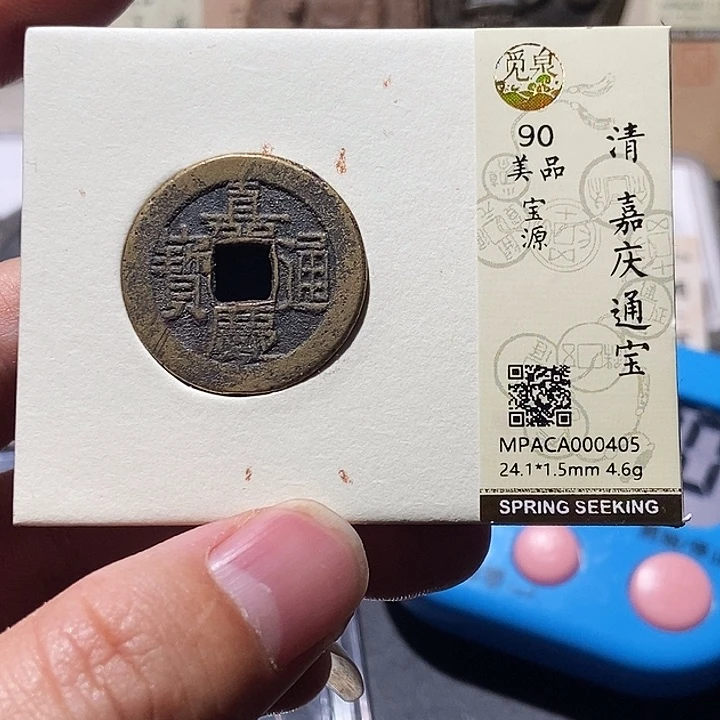 嘉慶通寳
觅泉
90
美品
宝源
清 嘉庆通宝
MPACA000405
24.1*1.5mm 4.6g
SPRING SEEKING